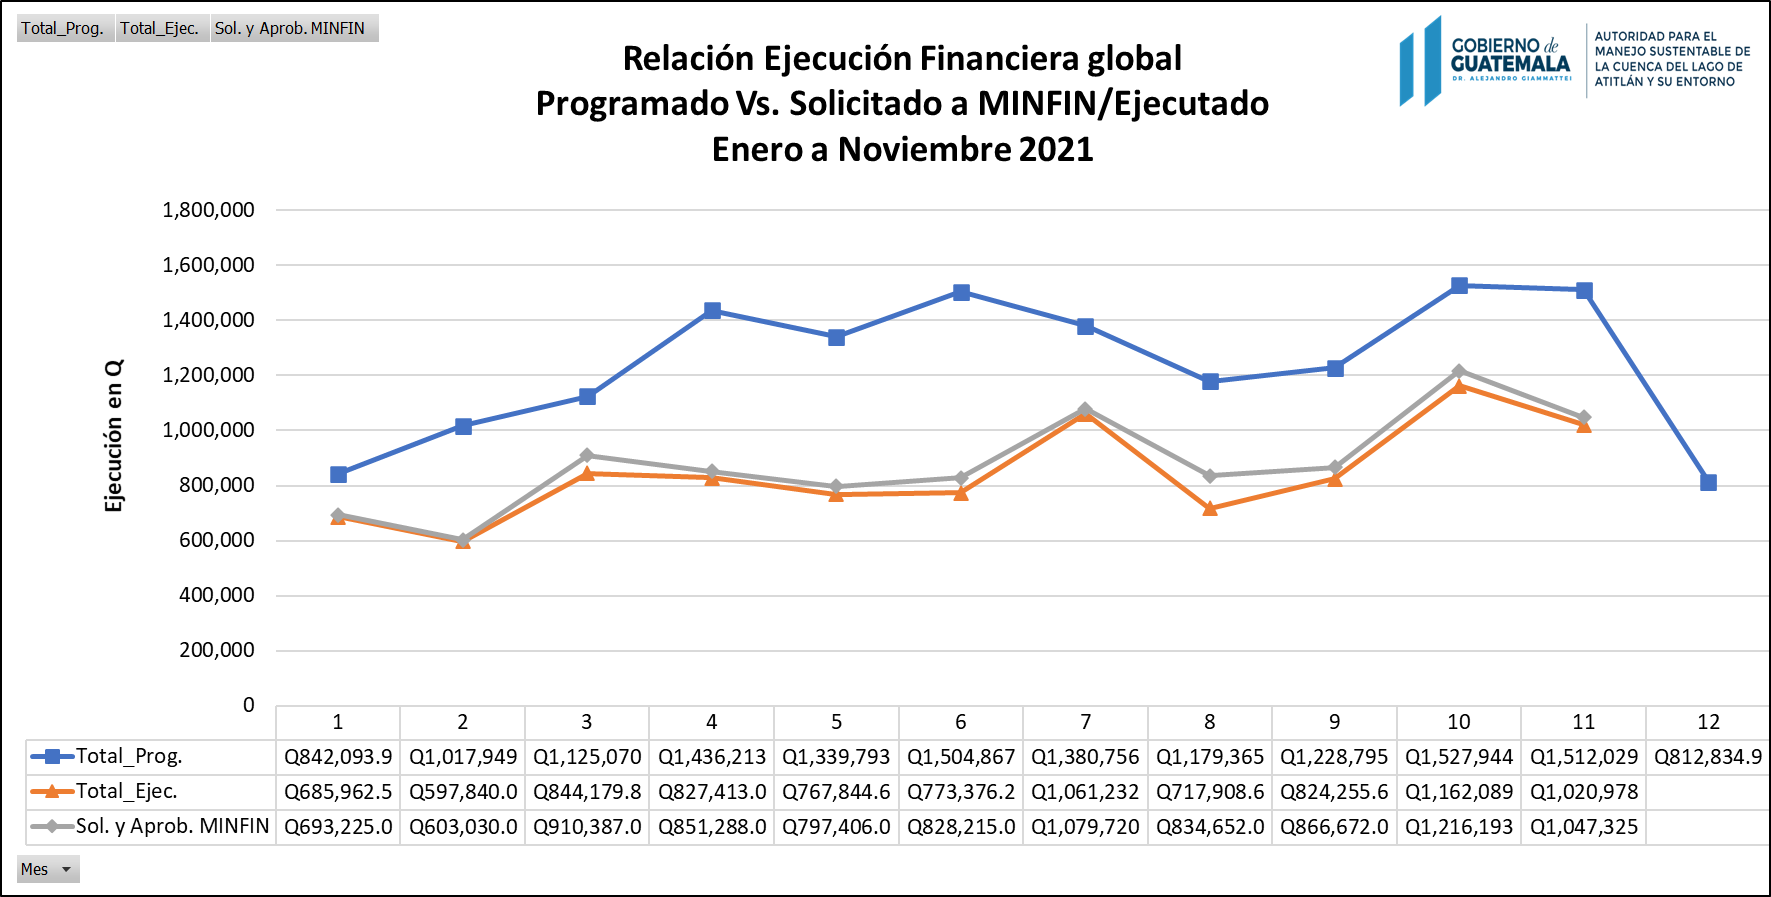 Total_Prog. Total_Ejec. Sol. y Aprob. MINFIN
Relación Ejecución Financiera global
Programado Vs. Solicitado a MINFIN/Ejecutado
Enero a Noviembre 2021
GOBIERNO de
GUATEMALA
DR. ALEJANDRO GIAMMATTEI
AUTORIDAD PARA EL
MANEJO SUSTENTABLE DE
LA CUENCA DEL LAGO DE
ATITLÁN Y SU ENTORNO
Ejecución en Q
1,800,000
1,600,000
1,400,000
1,200,000
1,000,000
800,000
600,000
400,000
200,000
0
1 2 3 4 5 6 7 8 9 10 11 12
Total_Prog. Q842,093.9 Q1,017,949 Q1,125,070 Q1,436,213 Q1,339,793 Q1,504,867 Q1,380,756 Q1,179,365 Q1,228,795 Q1,527,944 Q1,512,029 Q812,834.9
Total_Ejec. Q685,962.5 Q597,840.0 Q844,179.8 Q827,413.0 Q767,844.6 Q773,376.2 Q1,061,232 Q717,908.6 Q824,255.6 Q1,162,089 Q1,020,978
Sol. y Aprob. MINFIN Q693,225.0 Q603,030.0 Q910,387.0 Q851,288.0 Q797,406.0 Q828,215.0 Q1,079,720 Q834,652.0 Q866,672.0 Q1,216,193 Q1,047,325
Mes